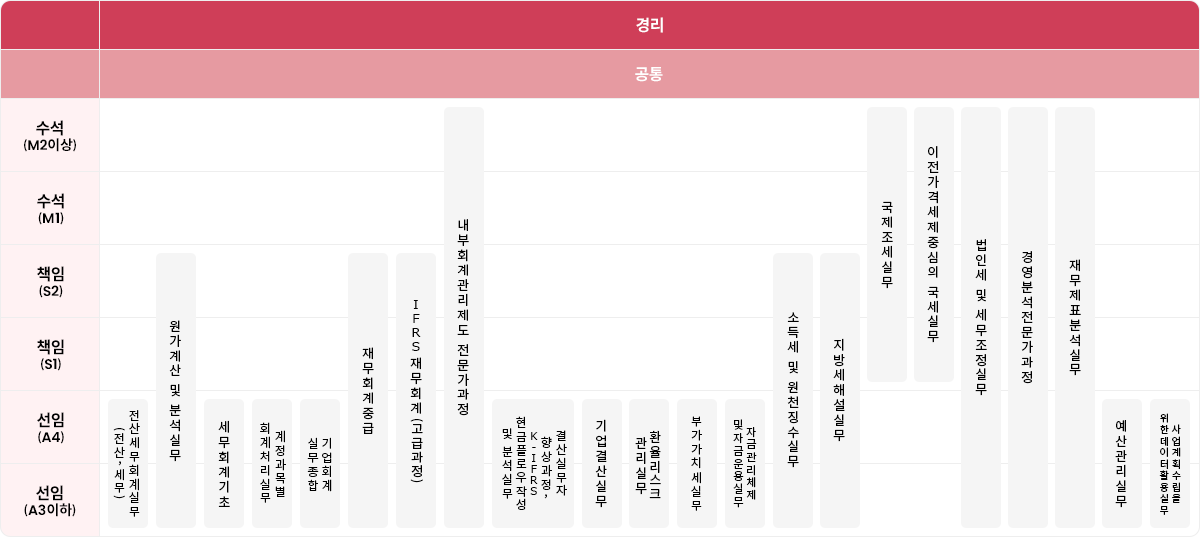 경리
공통
수석
(M2이상)
수석
(M1)
책임
(S2)
책임
(S1)
선임
(A4)
선임
(A3이하)
전산세무회계실무
(전산,세무)
원가계산 및 분석실무
세무회계기초
계정과목별
회계처리실무
기업회계
실무종합
재무회계중급
IFRS재무회계(고급과정)
내부회계관리제도 전문가과정
결산실무자
향상과정,
K-IFRS
현금플로우작성
및 분석실무
기업결산실무
환율리스크
관리실무
부가가치세실무
자금관리체제
및자금운용실무
소득세 및 원천징수실무
지방세해설실무
국제조세실무
이전가격세제중심의 국세실무
법인세 및 세무조정실무
경영분석전문가과정
재무제표분석실무
예산관리실무
사업계획수립을
위한데이터활용실무